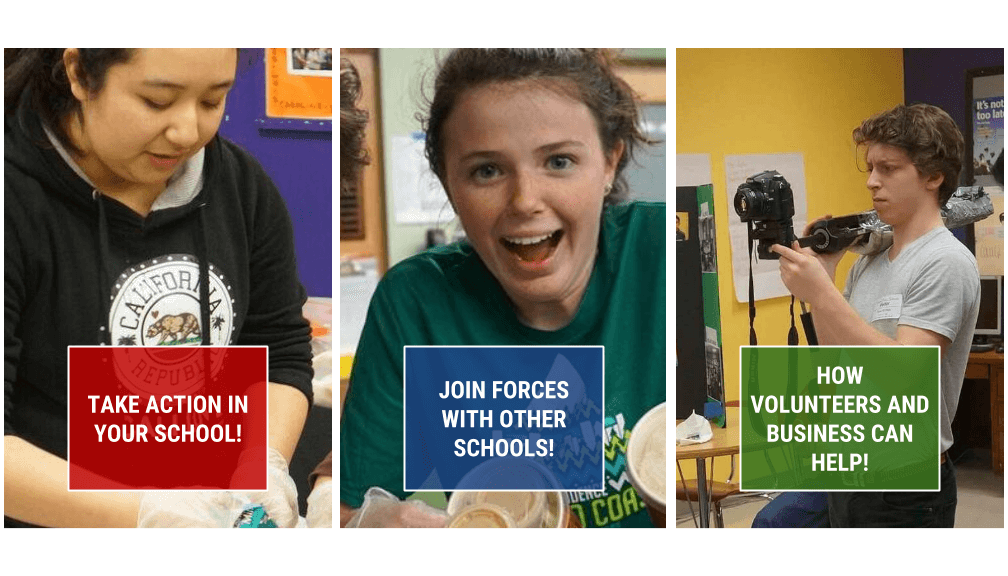 CALIFORNIA
REPUBLIC
TAKE ACTION IN
YOUR SCHOOL!
JOIN FORCES
WITH OTHER
SCHOOLS!
It's not
too late
HOW
VOLUNTEERS AND
BUSINESS CAN
HELP!